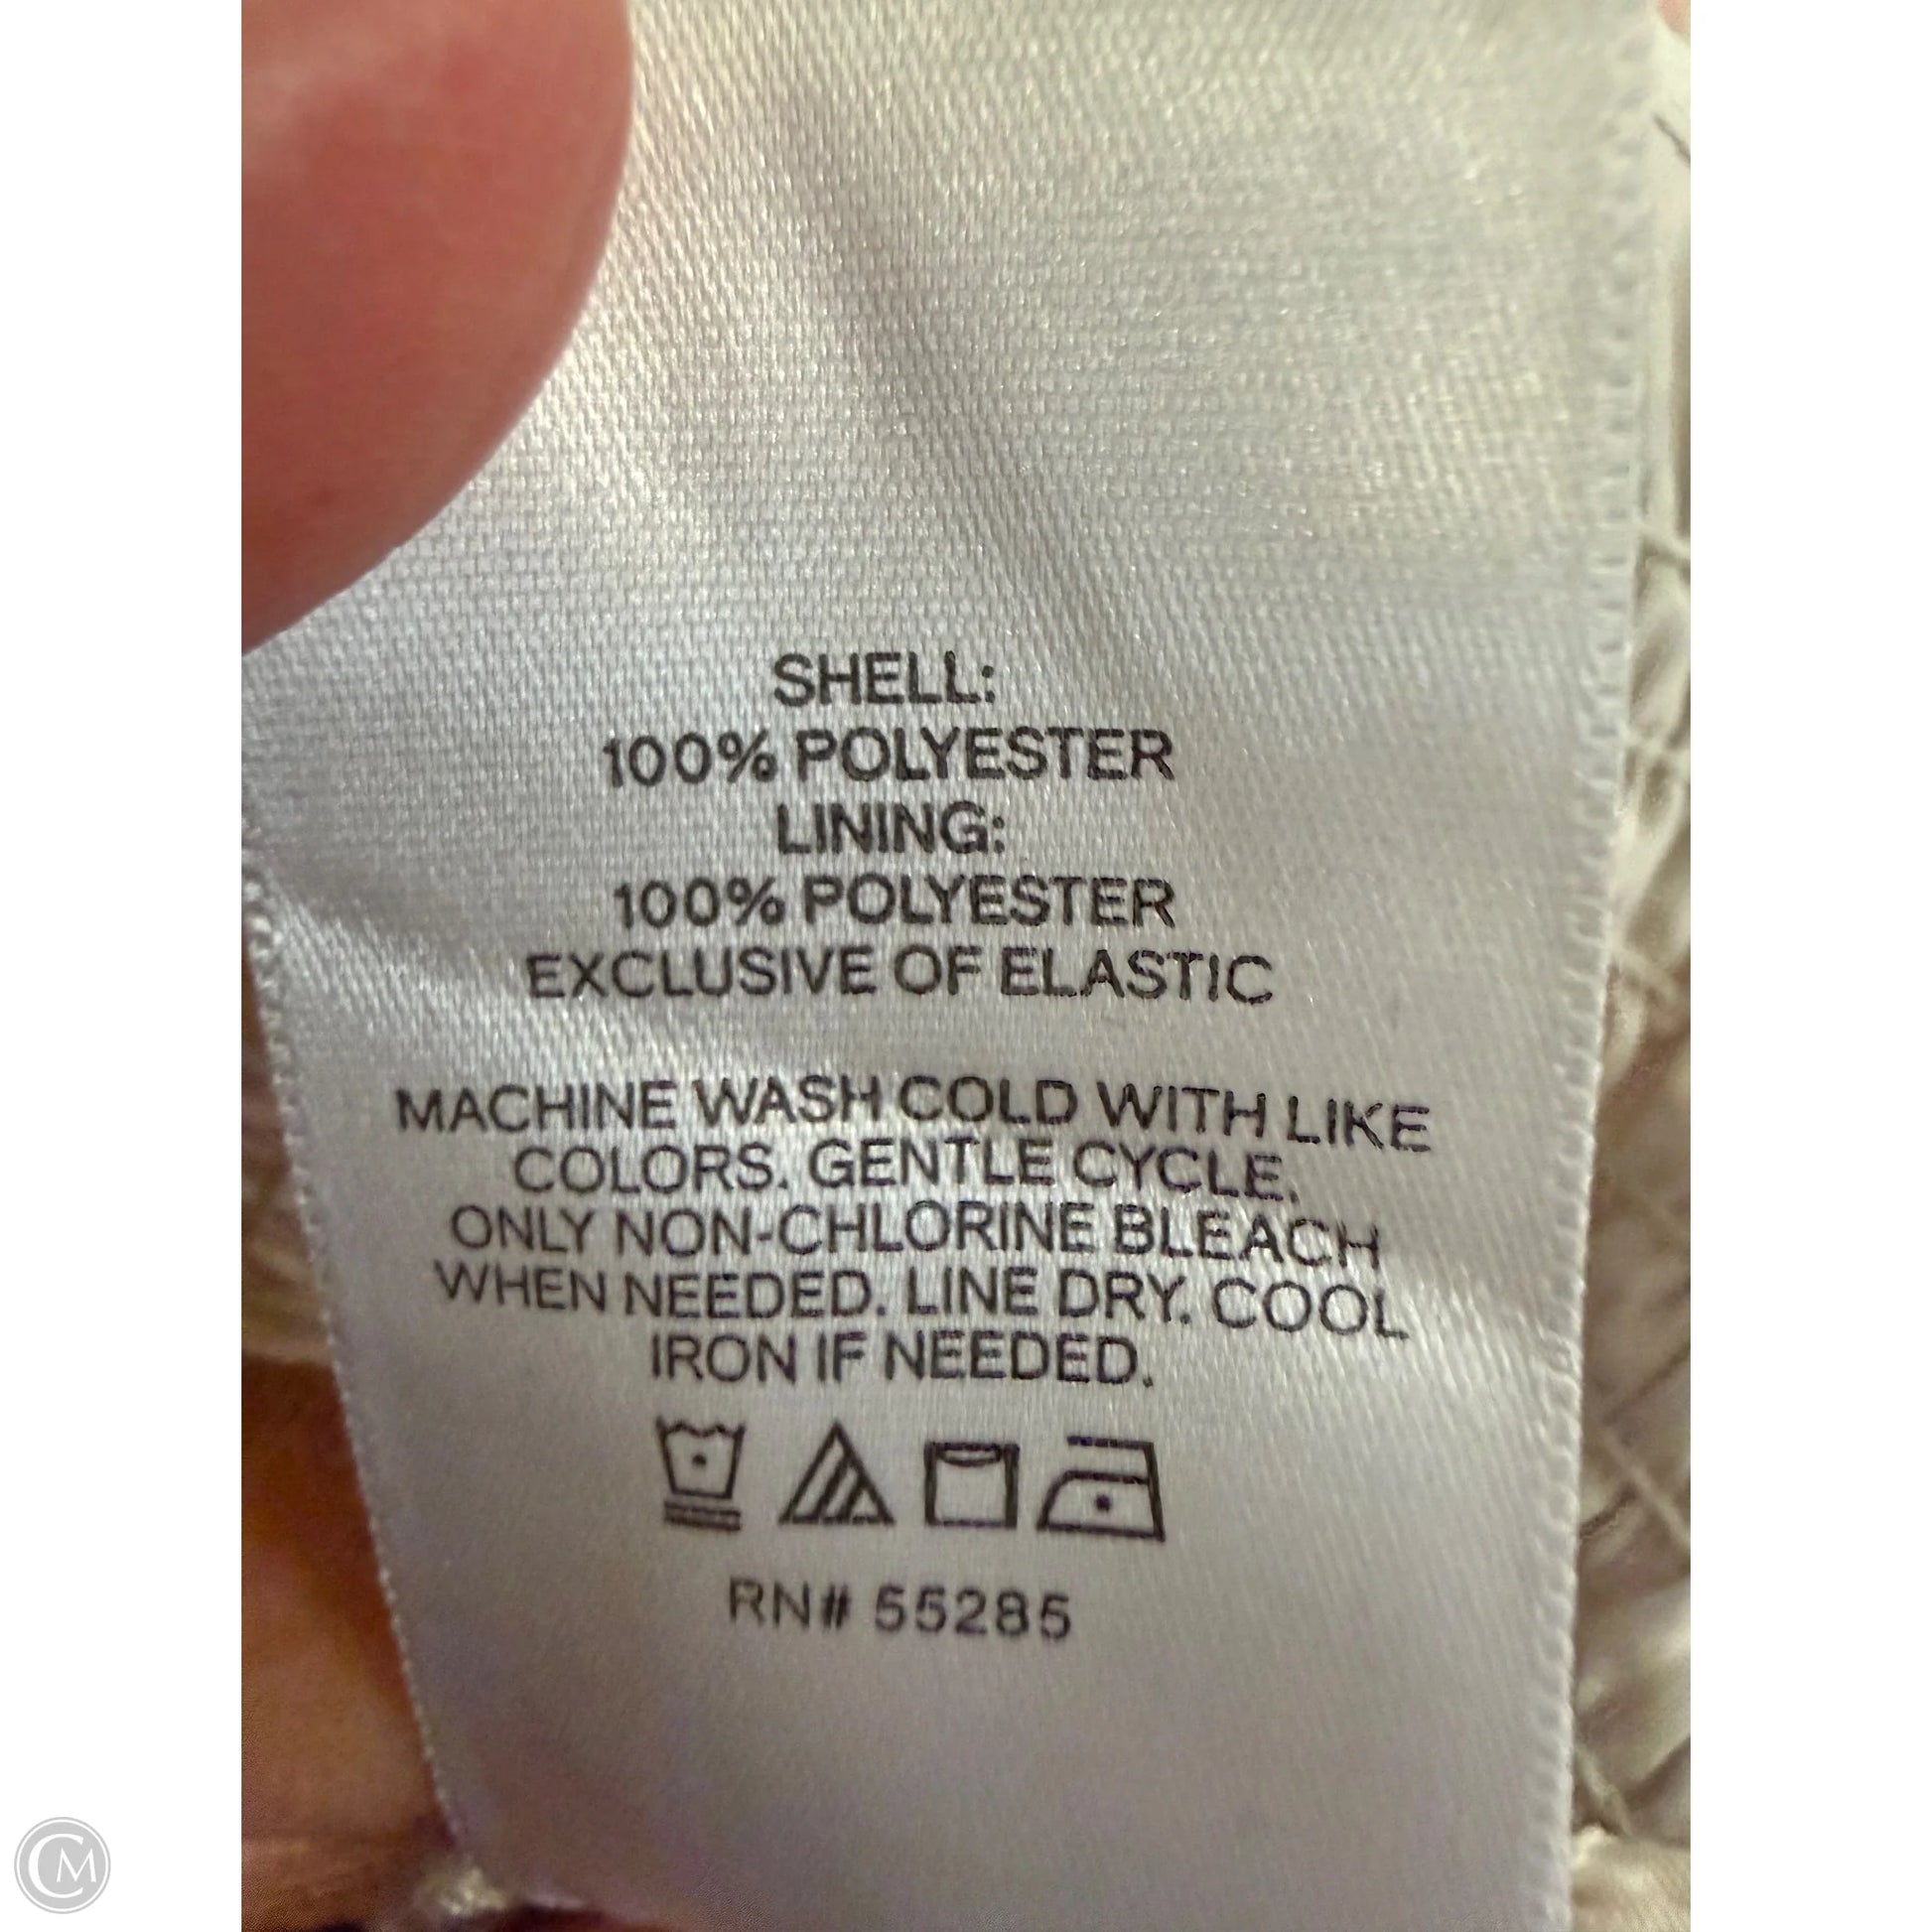 SHELL:
100% POLYESTER
LINING:
100% POLYESTER
EXCLUSIVE OF ELASTIC
MACHINE WASH COLD WITH LIKE
COLORS. GENTLE CYCLE.
ONLY NON-CHLORINE BLEACH
WHEN NEEDED. LINE DRY. COOL
IRON IF NEEDED.
RN# 55285
CM